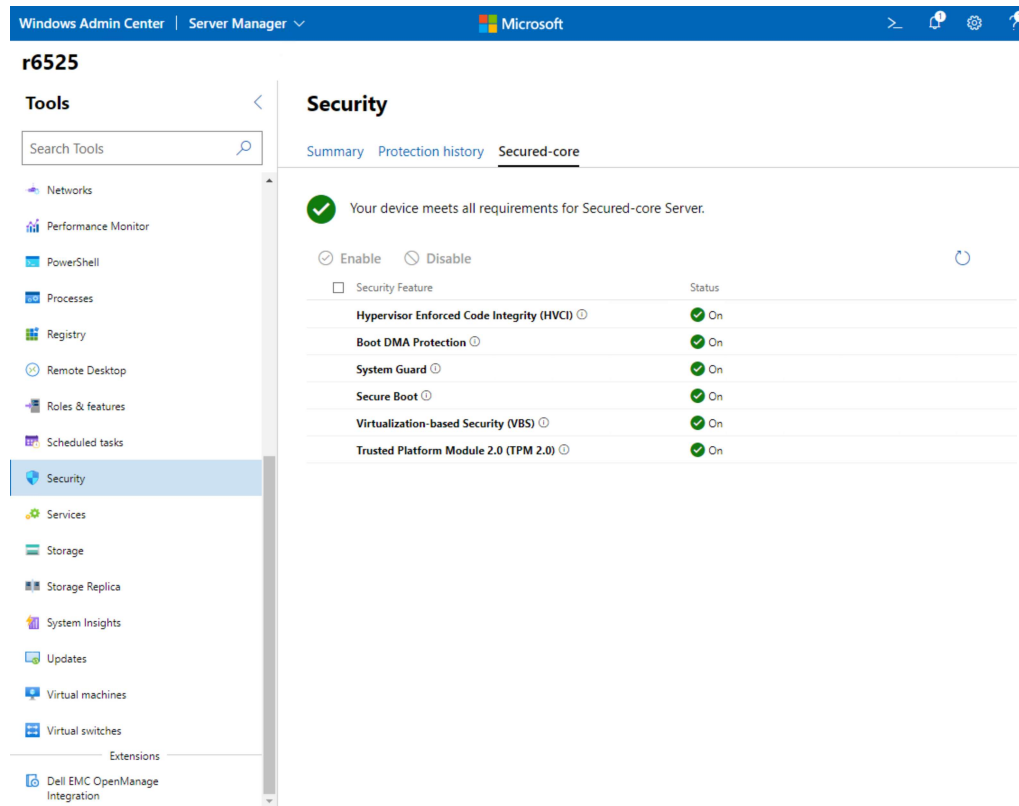 Windows Admin Center | Server Manager
Microsoft
1
r6525
Tools
Search Tools
Networks
Performance Monitor
PowerShell
Processes
Registry
Remote Desktop
Roles & features
Scheduled tasks
Security
Services
Storage
Storage Replica
System Insights
Updates
Virtual machines
Virtual switches
Extensions
Dell EMC OpenManage
Integration
Security
Summary Protection history Secured-core
Your device meets all requirements for Secured-core Server.
Enable Disable
Security Feature Status
Hypervisor Enforced Code Integrity (HVCI) On
Boot DMA Protection On
System Guard On
Secure Boot On
Virtualization-based Security (VBS) On
Trusted Platform Module 2.0 (TPM 2.0) On